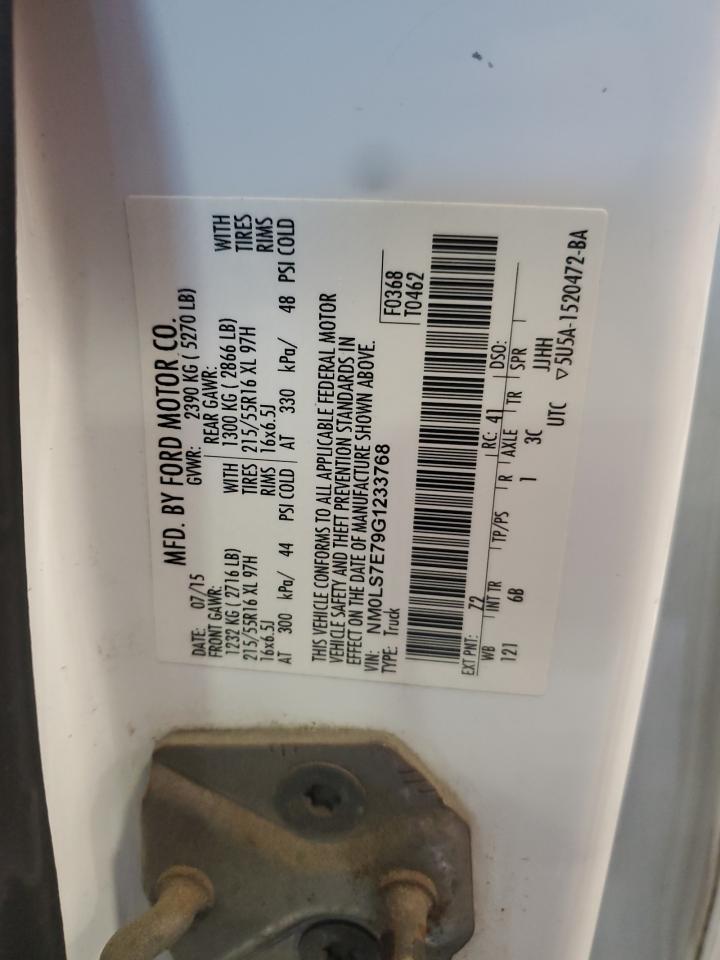 MFD. BY FORD MOTOR CO.
DATE: 07/15 GVWR: 2390 KG ( 5270 LB)
FRONT GAWR: REAR GAWR:
1232 KG ( 2716 LB) WITH 1300 KG ( 2866 LB) WITH
215/55R16 XL 97H TIRES 215/55R16 XL 97H TIRES
16x6.5J RIMS 16x6.5J RIMS
AT 300 kPa/ 44 PSI COLD AT 330 kPa/ 48 PSI COLD
THIS VEHICLE CONFORMS TO ALL APPLICABLE FEDERAL MOTOR
VEHICLE SAFETY AND THEFT PREVENTION STANDARDS IN
EFFECT ON THE DATE OF MANUFACTURE SHOWN ABOVE.
VIN: NM0LS7E79G1233768 F0368
TYPE: Truck T0462
EXT PNT: Z2 RC: 41 DSO:
WB INT TR TP/PS R AXLE TR SPR
121 6B 1 3C JJHH
UTC ▽5U5A-1520472-BA